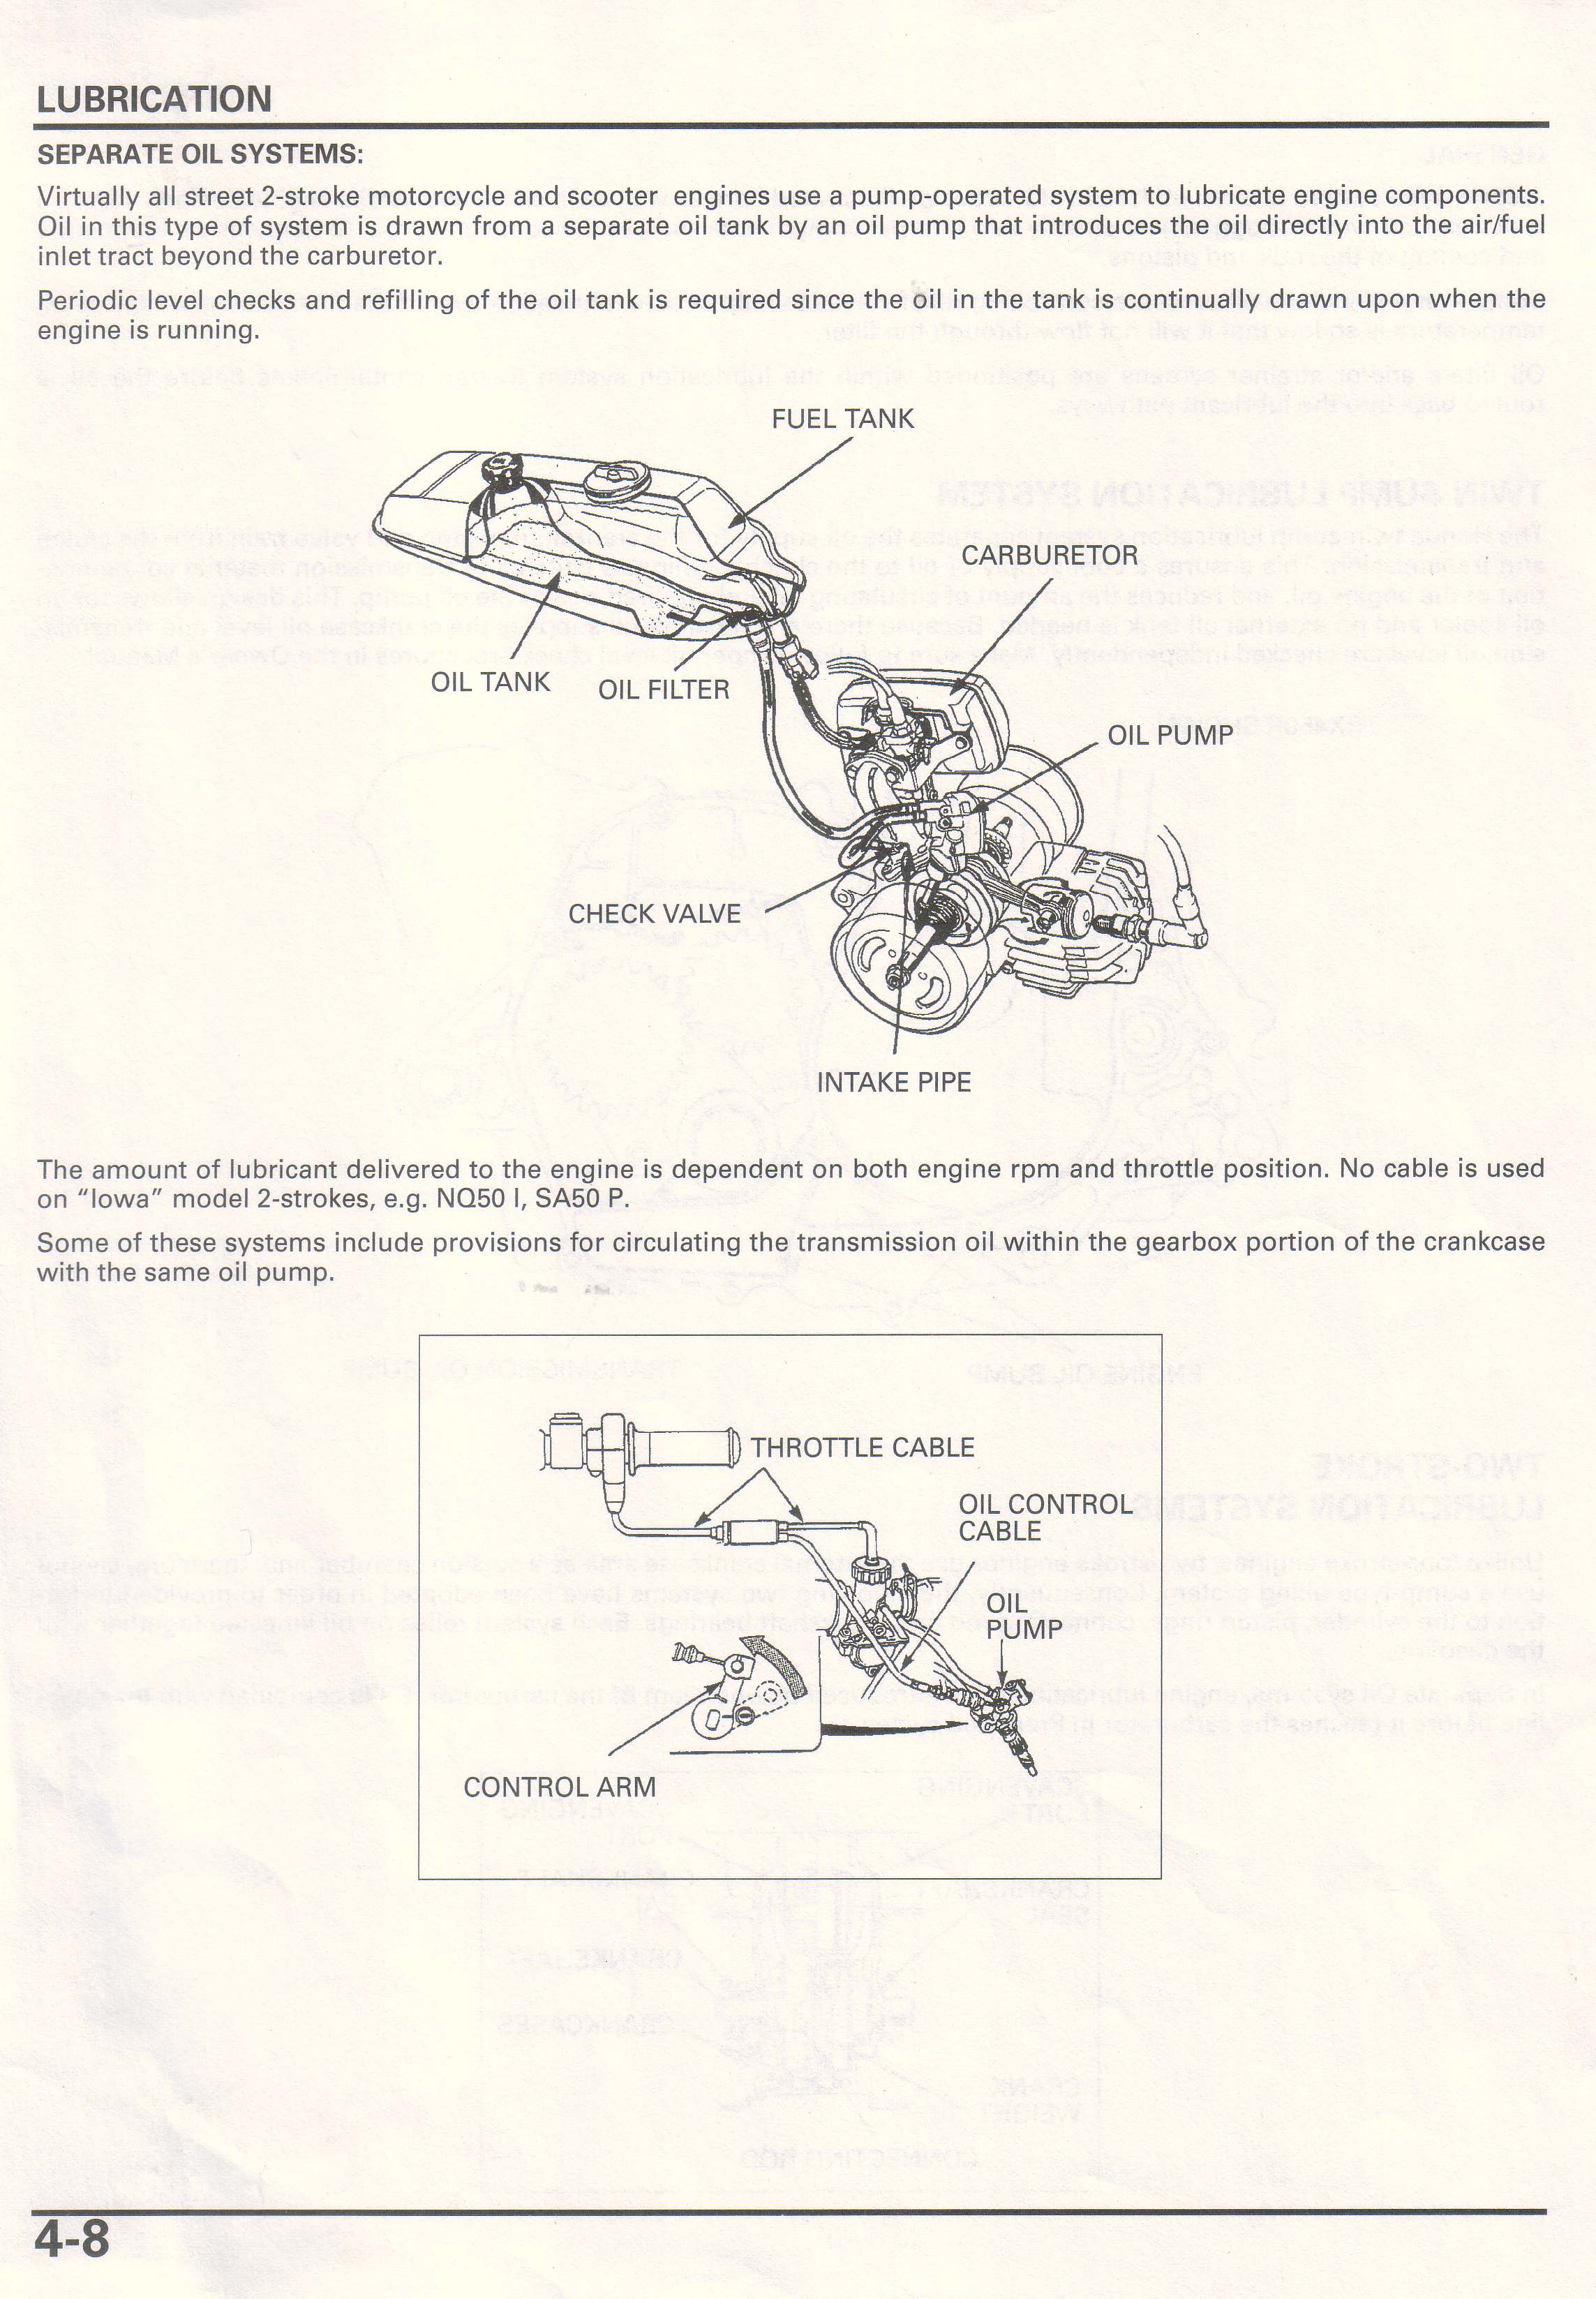 LUBRICATION
SEPARATE OIL SYSTEMS:
Virtually all street 2-stroke motorcycle and scooter engines use a pump-operated system to lubricate engine components.
Oil in this type of system is drawn from a separate oil tank by an oil pump that introduces the oil directly into the air/fuel
inlet tract beyond the carburetor.
Periodic level checks and refilling of the oil tank is required since the oil in the tank is continually drawn upon when the
engine is running.
FUEL TANK
CARBURETOR
OIL TANK
OIL FILTER
OIL PUMP
CHECK VALVE
INTAKE PIPE
The amount of lubricant delivered to the engine is dependent on both engine rpm and throttle position. No cable is used
on "Iowa" model 2-strokes, e.g. NQ50 I, SA50 P.
Some of these systems include provisions for circulating the transmission oil within the gearbox portion of the crankcase
with the same oil pump.
THROTTLE CABLE
OIL CONTROL
CABLE
OIL
PUMP
CONTROL ARM
4-8